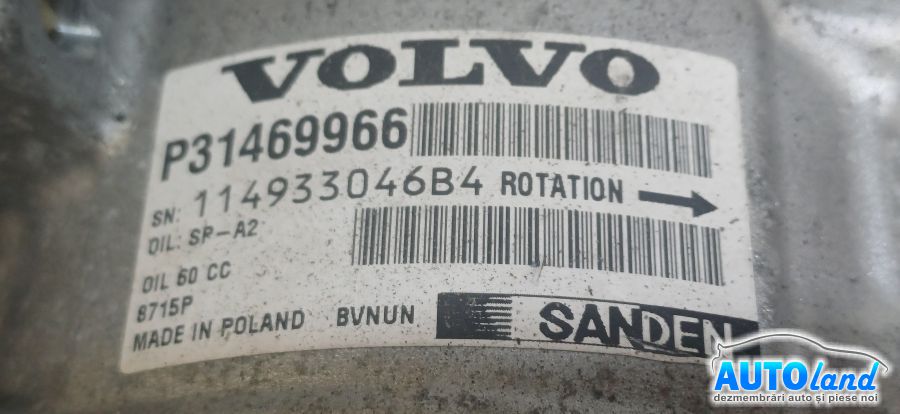 VOLVO
P31469966
SN: 114933046B4 ROTATION
OIL: SP-A2
OIL 60 CC
8715P
MADE IN POLAND BVNUN SANDEN
AUTOland
dezmembrări auto și piese noi